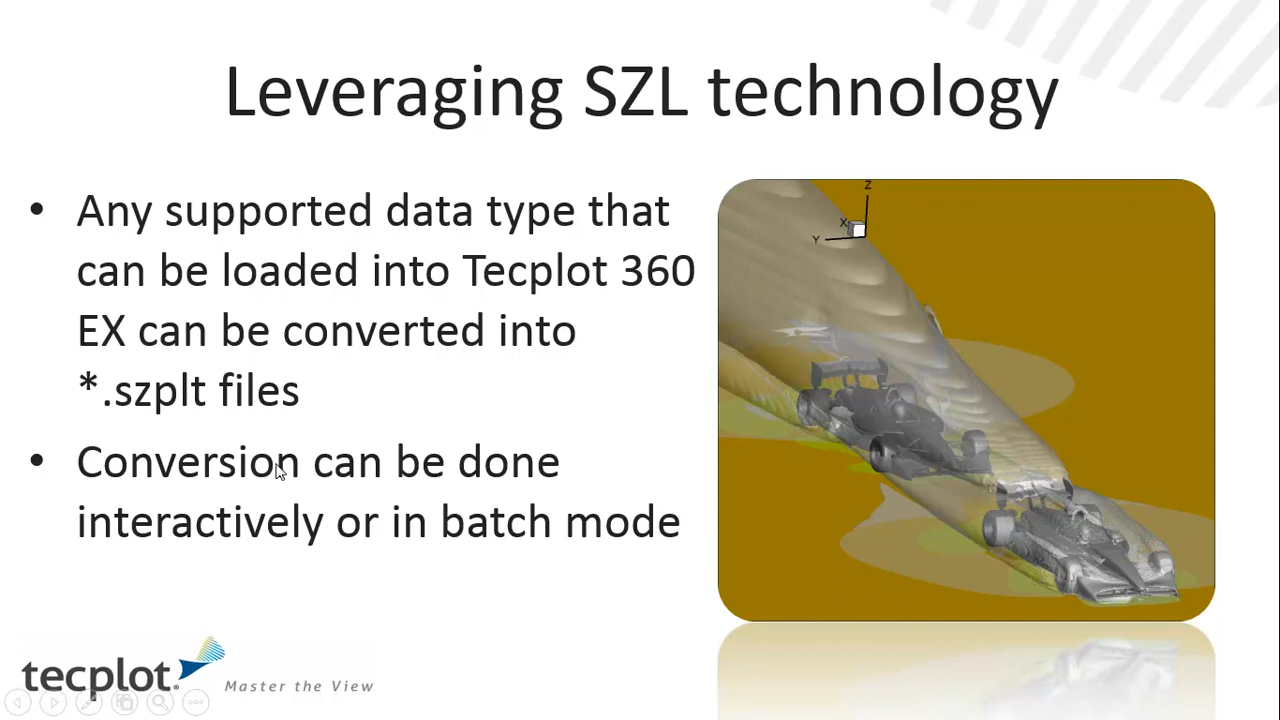 Leveraging SZL technology
• Any supported data type that
can be loaded into Tecplot 360
EX can be converted into
*.szplt files
• Conversion can be done
interactively or in batch mode
Z
X
Y
tecplot®
Master the View